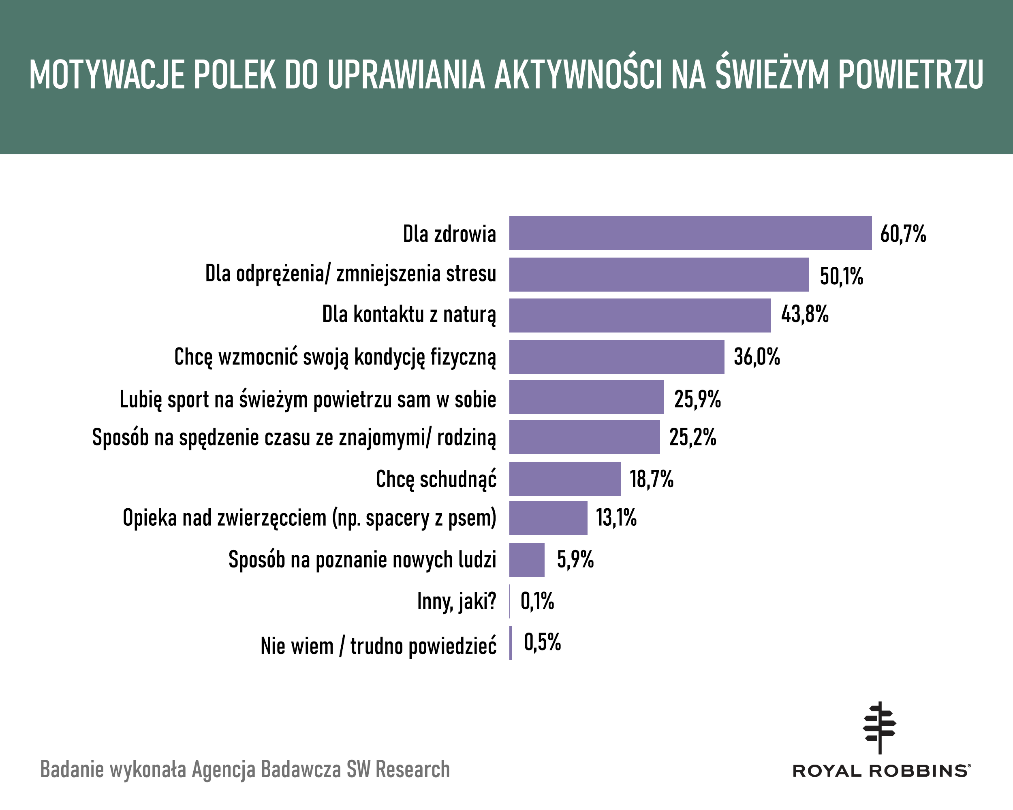 MOTYWACJE POLEK DO UPRAWIANIA AKTYWNOŚCI NA ŚWIEŻYM POWIETRZU
Dla zdrowia 60,7%
Dla odprężenia/ zmniejszenia stresu 50,1%
Dla kontaktu z naturą 43,8%
Chcę wzmocnić swoją kondycję fizyczną 36,0%
Lubię sport na świeżym powietrzu sam w sobie 25,9%
Sposób na spędzenie czasu ze znajomymi/ rodziną 25,2%
Chcę schudnąć 18,7%
Opieka nad zwierzęcciem (np. spacery z psem) 13,1%
Sposób na poznanie nowych ludzi 5,9%
Inny, jaki? 0,1%
Nie wiem / trudno powiedzieć 0,5%
Badanie wykonała Agencja Badawcza SW Research
ROYAL ROBBINS®